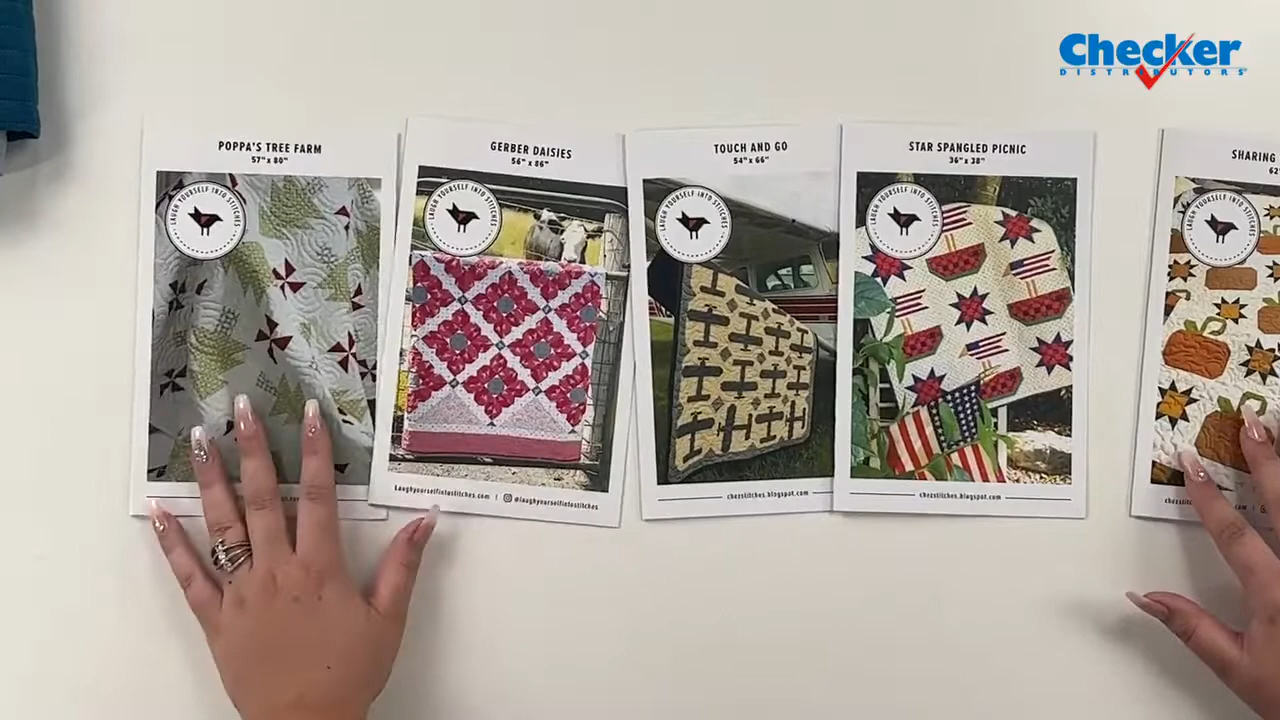 Checker
DISTRIBUTORS
POPPA'S TREE FARM
57" x 80"
LAUGH YOURSELF INTO STITCHES
GERBER DAISIES
56" x 86"
LAUGH YOURSELF INTO STITCHES
Laughyourselfintostitches.com | @laughyourselfintostitches
TOUCH AND GO
54" x 66"
LAUGH YOURSELF INTO STITCHES
chezstitches.blogspot.com
STAR SPANGLED PICNIC
36" x 38"
LAUGH YOURSELF INTO STITCHES
chezstitches.blogspot.com
SHARING
62"
LAUGH YOURSELF INTO STITCHES